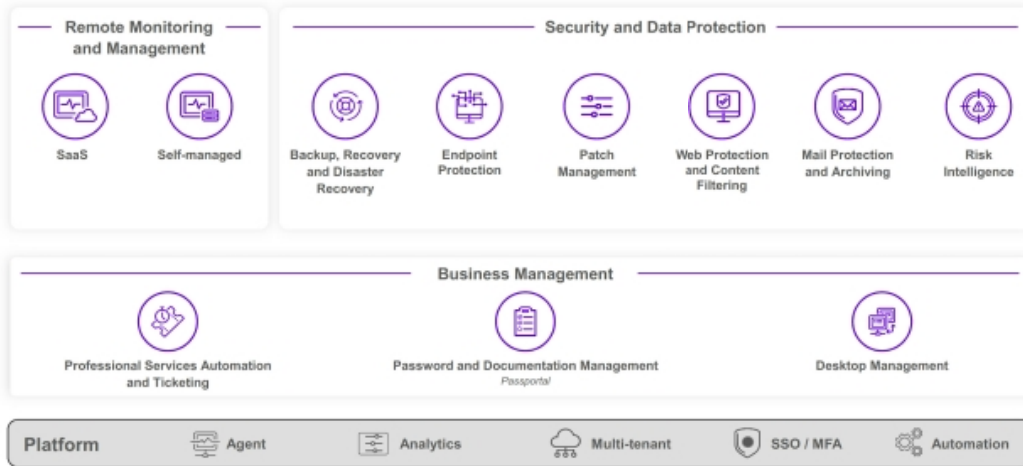 Remote Monitoring
and Management
SaaS
Self-managed
Security and Data Protection
Backup, Recovery
and Disaster
Recovery
Endpoint
Protection
Patch
Management
Web Protection
and Content
Filtering
Mail Protection
and Archiving
Risk
Intelligence
Business Management
Professional Services Automation
and Ticketing
Password and Documentation Management
Passportal
Desktop Management
Platform
Agent
Analytics
Multi-tenant
SSO / MFA
Automation